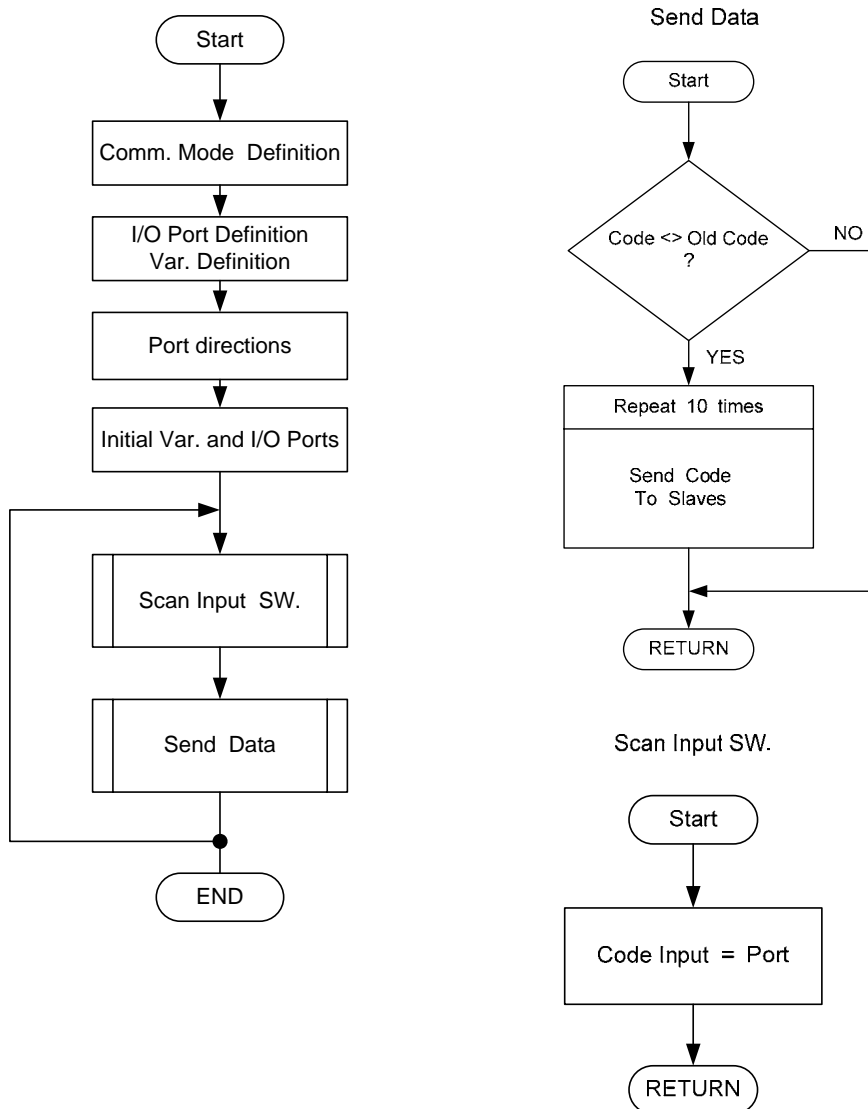 Start
Comm. Mode Definition
I/O Port Definition
Var. Definition
Port directions
Initial Var. and I/O Ports
Scan Input SW.
Send Data
END
Send Data
Start
Code <> Old Code
?
NO
YES
Repeat 10 times
Send Code
To Slaves
RETURN
Scan Input SW.
Start
Code Input = Port
RETURN